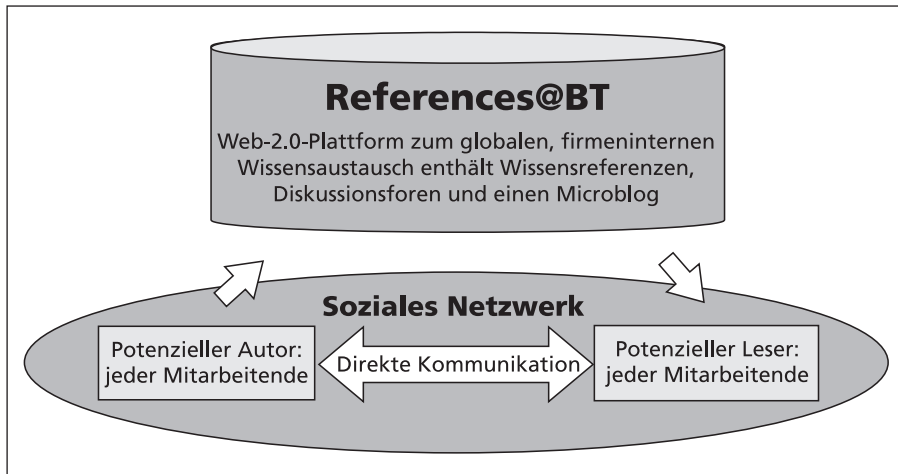 References@BT
Web-2.0-Plattform zum globalen, firmeninternen
Wissensaustausch enthält Wissensreferenzen,
Diskussionsforen und einen Microblog
Soziales Netzwerk
Potenzieller Autor:
jeder Mitarbeitende
Direkte Kommunikation
Potenzieller Leser:
jeder Mitarbeitende